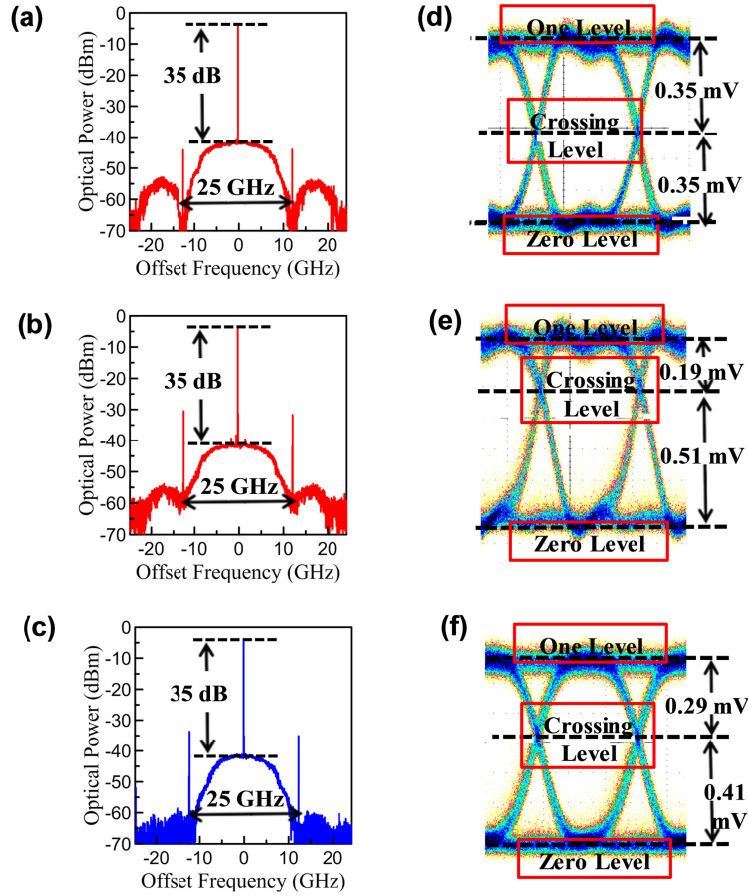 (a)
0
-10
-20
-30
-40
-50
-60
-70
35 dB
25 GHz
-20 -10 0 10 20
Offset Frequency (GHz)
Optical Power (dBm)
(d)
One Level
0.35 mV
Crossing
Level
0.35 mV
Zero Level
(b)
0
-10
-20
-30
-40
-50
-60
-70
35 dB
25 GHz
-20 -10 0 10 20
Offset Frequency (GHz)
Optical Power (dBm)
(e)
One Level
0.19 mV
Crossing
Level
0.51 mV
Zero Level
(c)
0
-10
-20
-30
-40
-50
-60
-70
35 dB
25 GHz
-20 -10 0 10 20
Offset Frequency (GHz)
Optical Power (dBm)
(f)
One Level
0.29 mV
Crossing
Level
0.41
mV
Zero Level